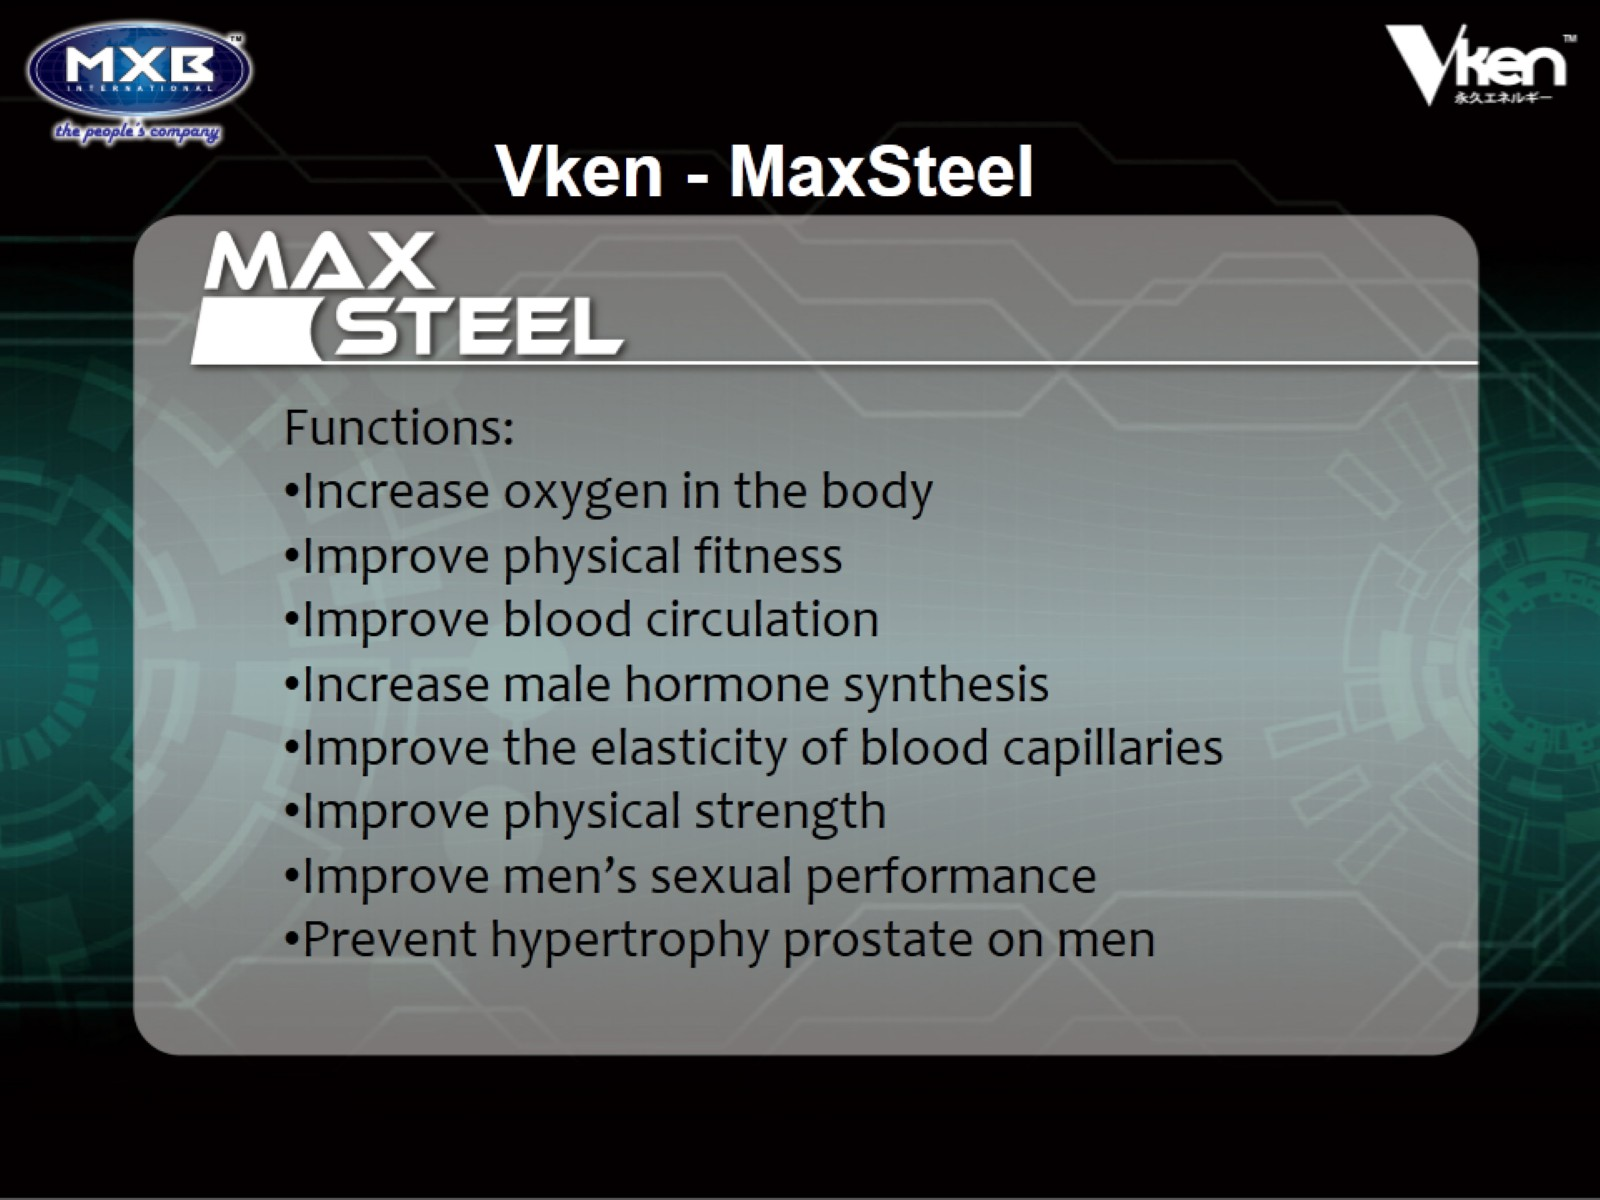 MXB TM
INTERNATIONAL
the people's company
Vken TM
永久エネルギー
Vken - MaxSteel
MAX
STEEL
Functions:
•Increase oxygen in the body
•Improve physical fitness
•Improve blood circulation
•Increase male hormone synthesis
•Improve the elasticity of blood capillaries
•Improve physical strength
•Improve men’s sexual performance
•Prevent hypertrophy prostate on men